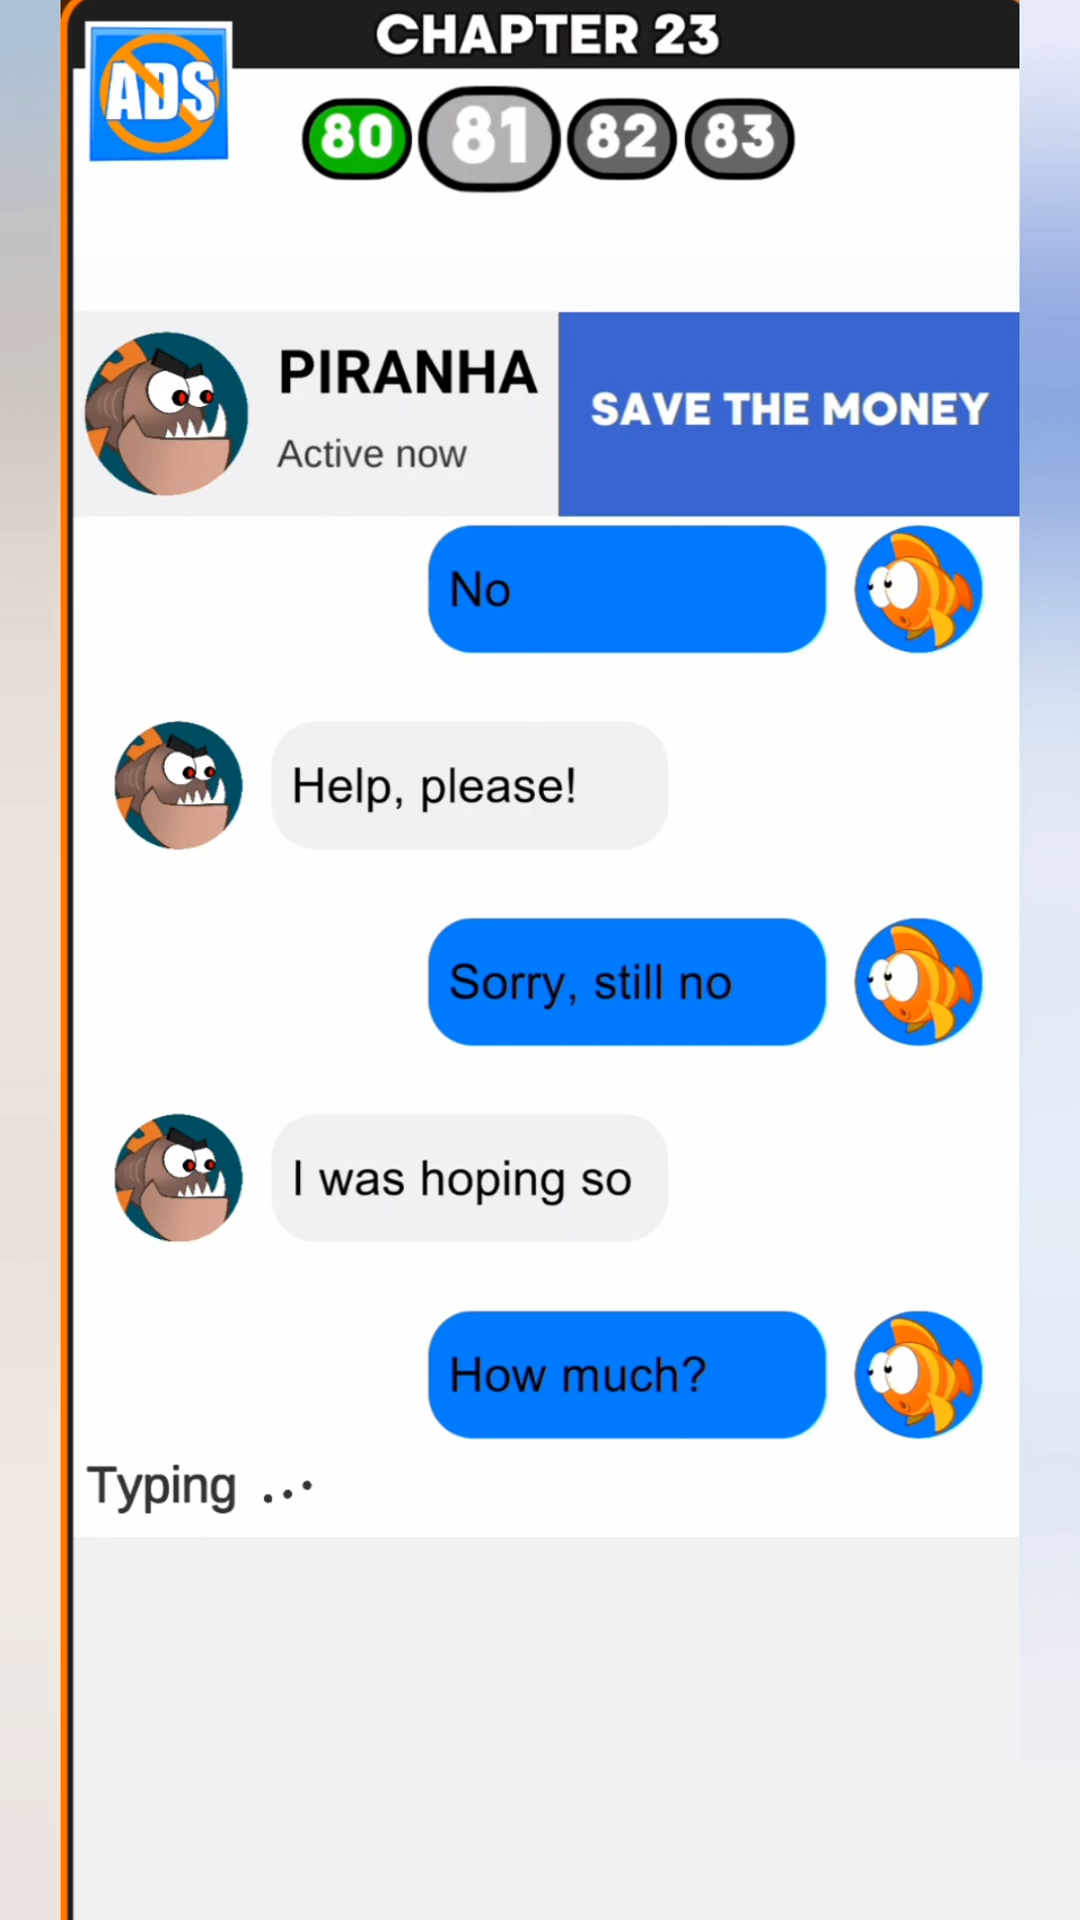 CHAPTER 23
ADS
80 81 82 83
PIRANHA
Active now
SAVE THE MONEY
No
Help, please!
Sorry, still no
I was hoping so
How much?
Typing ...